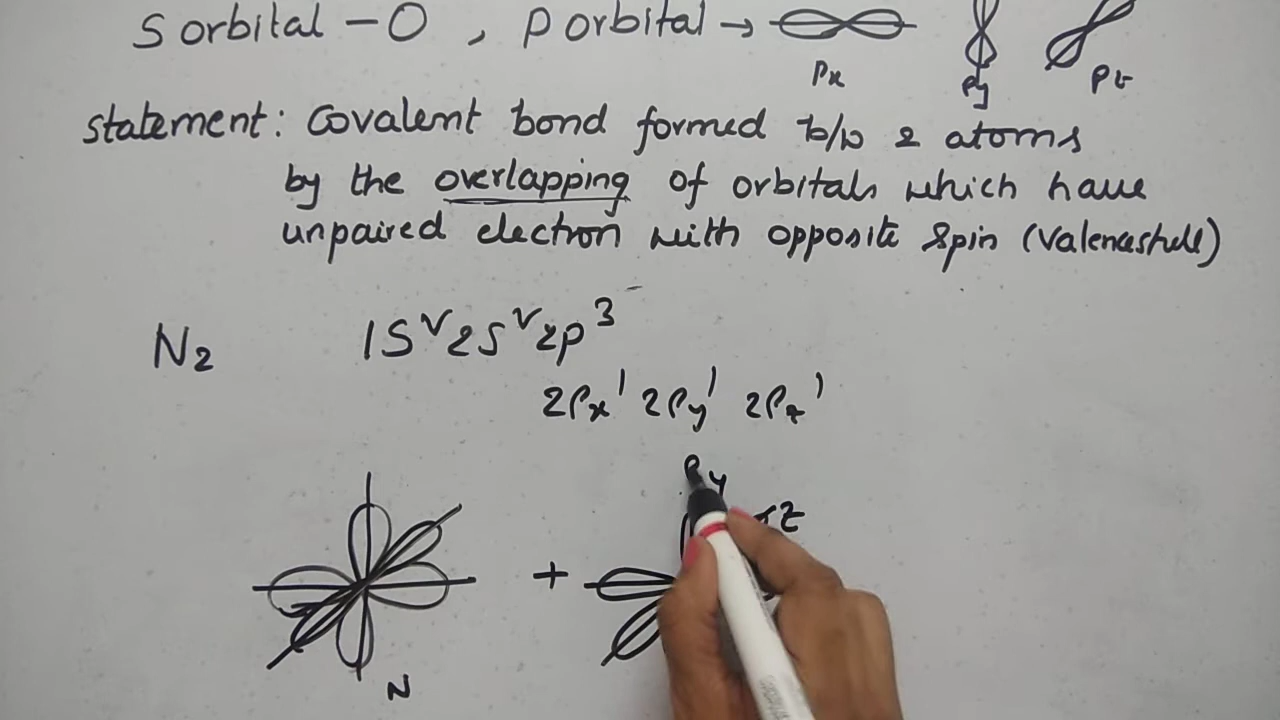 S orbital - O , P orbital →
Px Py Pz
statement: Covalent bond formed b/w 2 atoms
by the overlapping of orbitals which have
unpaired electron with opposite spin (Valenceshell)
N2 1S² 2S² 2P³
2Px¹ 2Py¹ 2Pz¹
Py
Z
+
N